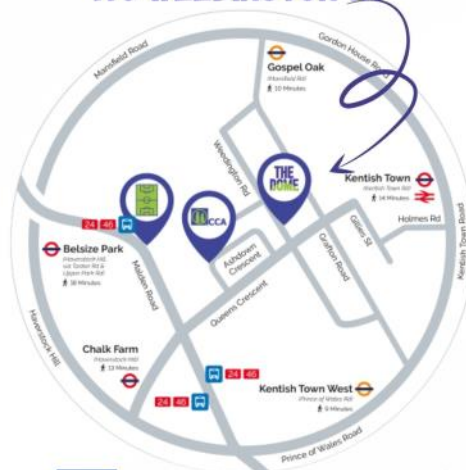 Mansfield Road
Gordon House Road
Gospel Oak
(Mansfield Rd)
10 Minutes
Weedington Rd
THE
DOME
Kentish Town
(Kentish Town Rd)
14 Minutes
Holmes Rd
CCA
24 46
Belsize Park
(Haverstock Hill,
Upper Park Rd)
18 Minutes
Ashdown
Crescent
Gillies St
Grafton Road
Kentish Town Road
Malden Road
Queens Crescent
Haverstock Hill
Chalk Farm
(Haverstock Hill)
13 Minutes
24 46
24 46
Kentish Town West
(Prince of Wales Rd)
9 Minutes
Prince of Wales Road